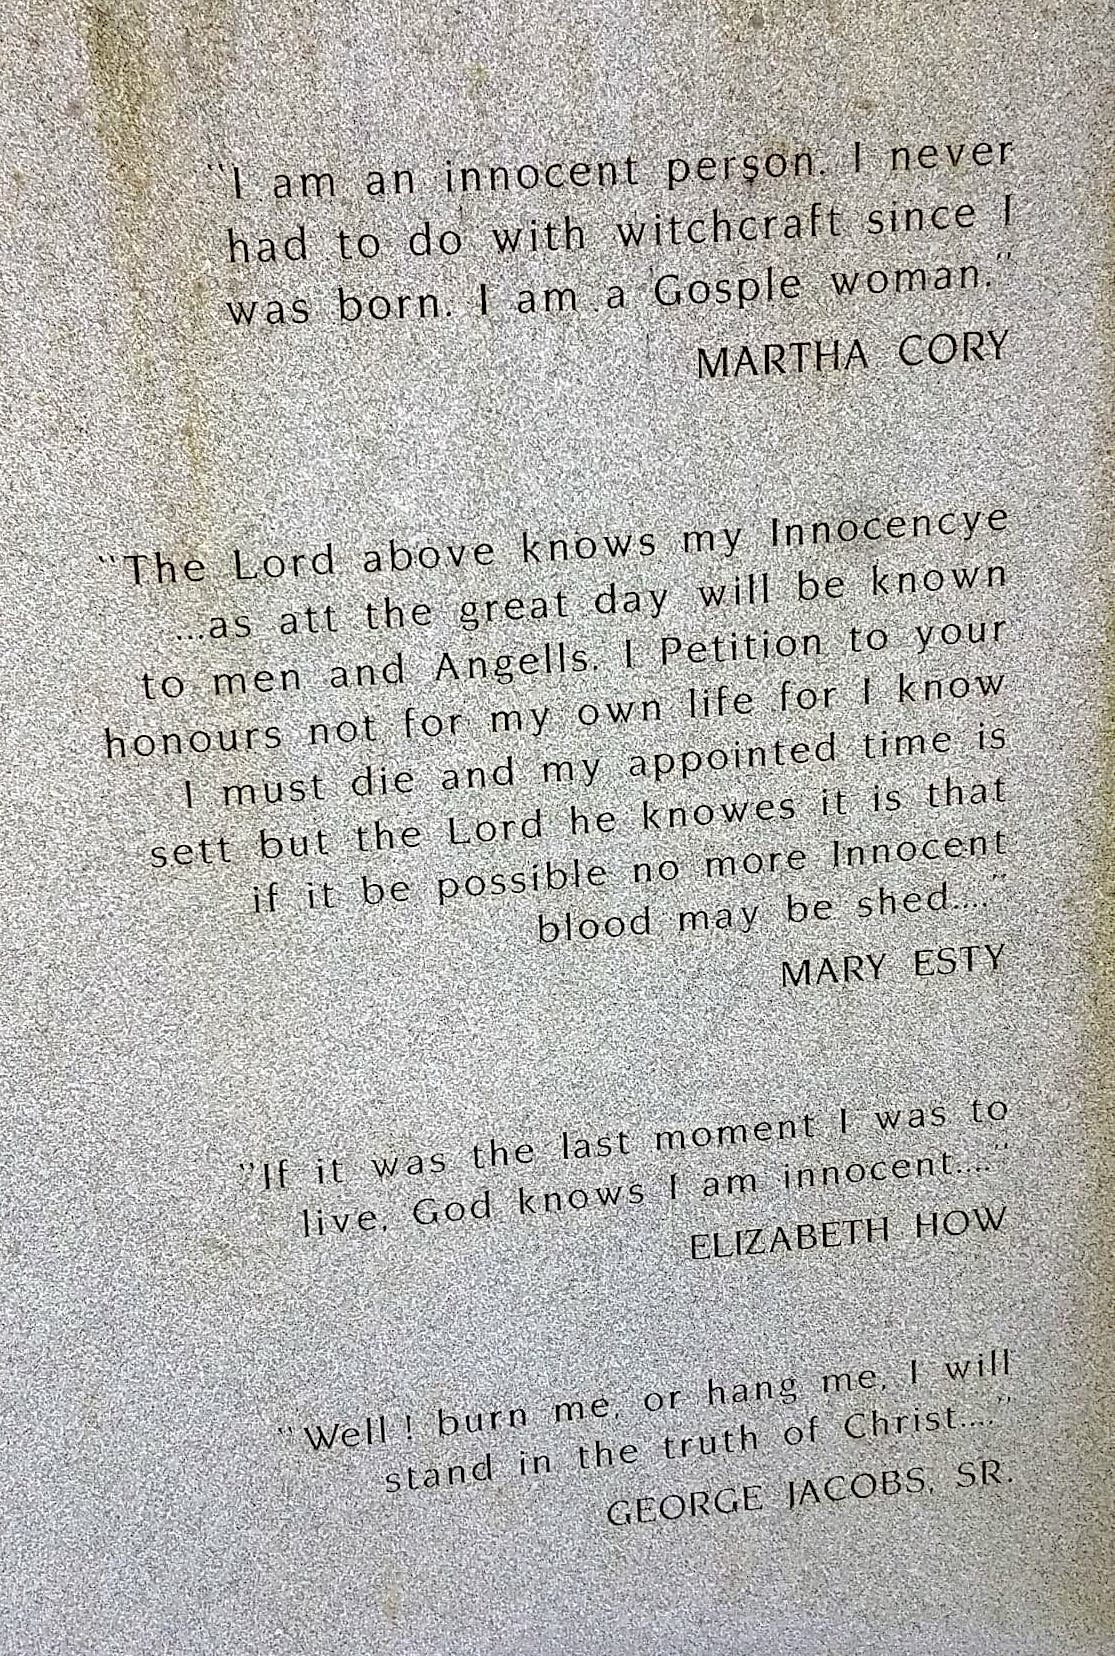 "I am an innocent person. I never
had to do with witchcraft since I
was born. I am a Gosple woman."
MARTHA CORY
"The Lord above knows my Innocencye
...as att the great day will be known
to men and Angells. I Petition to your
honours not for my own life for I know
I must die and my appointed time is
sett but the Lord he knowes it is that
if it be possible no more Innocent
blood may be shed...."
MARY ESTY
"If it was the last moment I was to
live, God knows I am innocent...."
ELIZABETH HOW
"Well! burn me, or hang me, I will
stand in the truth of Christ...."
GEORGE JACOBS, SR.